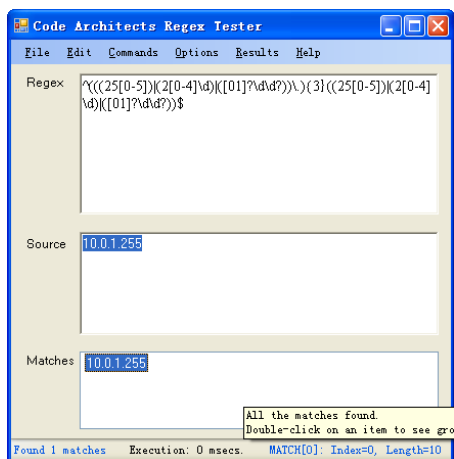 Code Architects Regex Tester
File Edit Commands Options Results Help
Regex
^(((25[0-5])|(2[0-4]\d)|([01]?\d\d?))\.){3}((25[0-5])|(2[0-4]
\d)|([01]?\d\d?))$
Source
10.0.1.255
Matches
10.0.1.255
All the matches found.
Double-click on an item to see gro
Found 1 matches Execution: 0 msecs. MATCH[0]: Index=0, Length=10